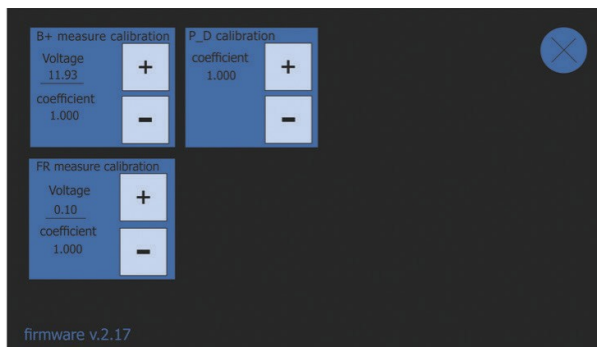 B+ measure calibration
Voltage
11.93
coefficient
1.000
+
-
P_D calibration
coefficient
1.000
+
-
FR measure calibration
Voltage
0.10
coefficient
1.000
+
-
firmware v.2.17